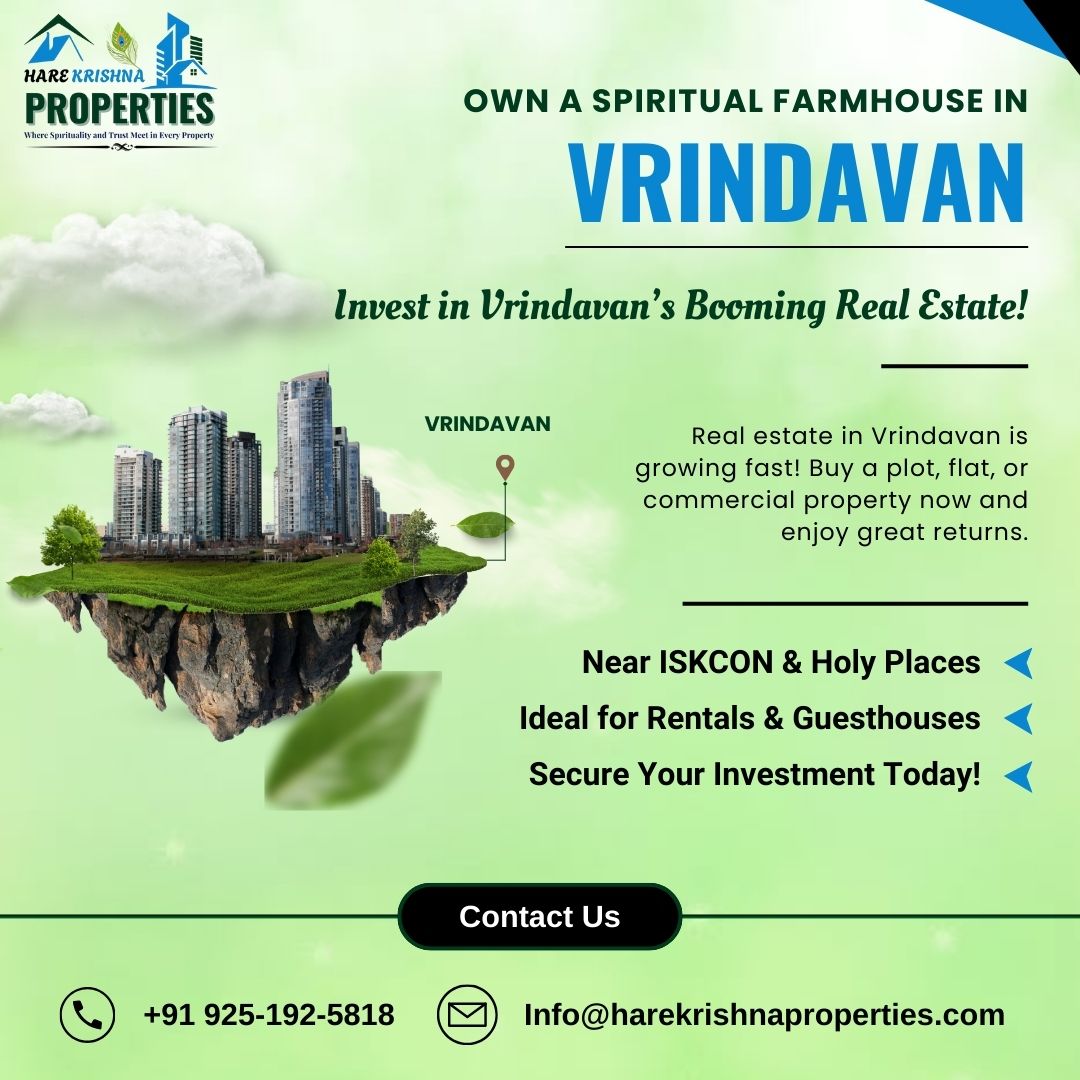 HARE KRISHNA
PROPERTIES
Where Sprirtuality and Trust Meet in Every Property
OWN A SPIRITUAL FARMHOUSE IN
VRINDAVAN
Invest in Vrindavan's Booming Real Estate!
VRINDAVAN
Real estate in Vrindavan is
growing fast! Buy a plot, flat, or
commercial property now and
enjoy great returns.
Near ISKCON & Holy Places
Ideal for Rentals & Guesthouses
Secure Your Investment Today!
Contact Us
+91 925-192-5818
Info@harekrishnaproperties.com